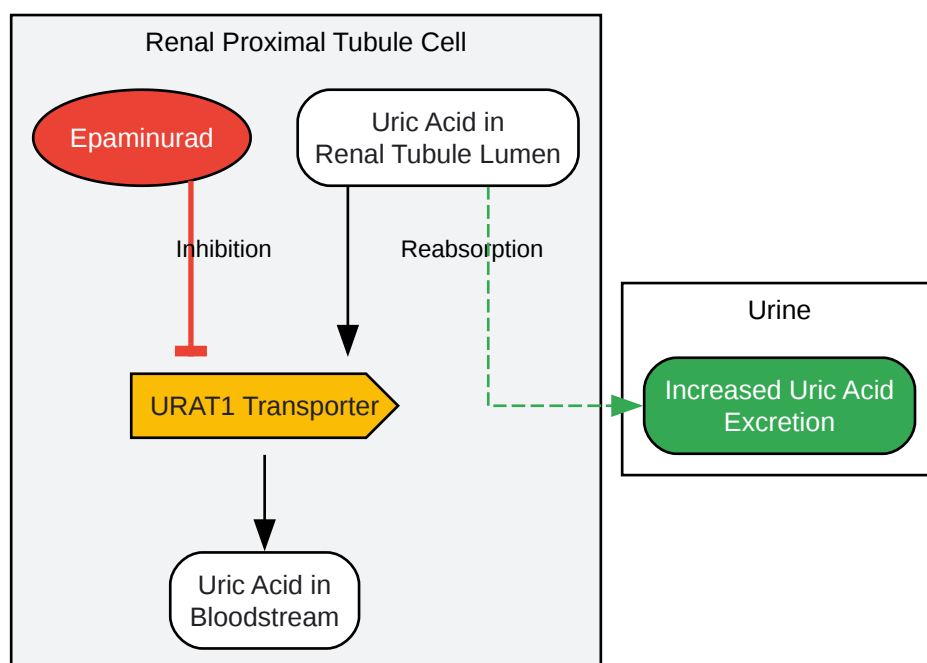 Renal Proximal Tubule Cell
Epaminurad
Uric Acid in
Renal Tubule Lumen
Inhibition
Reabsorption
Urine
URAT1 Transporter
Increased Uric Acid
Excretion
Uric Acid in
Bloodstream